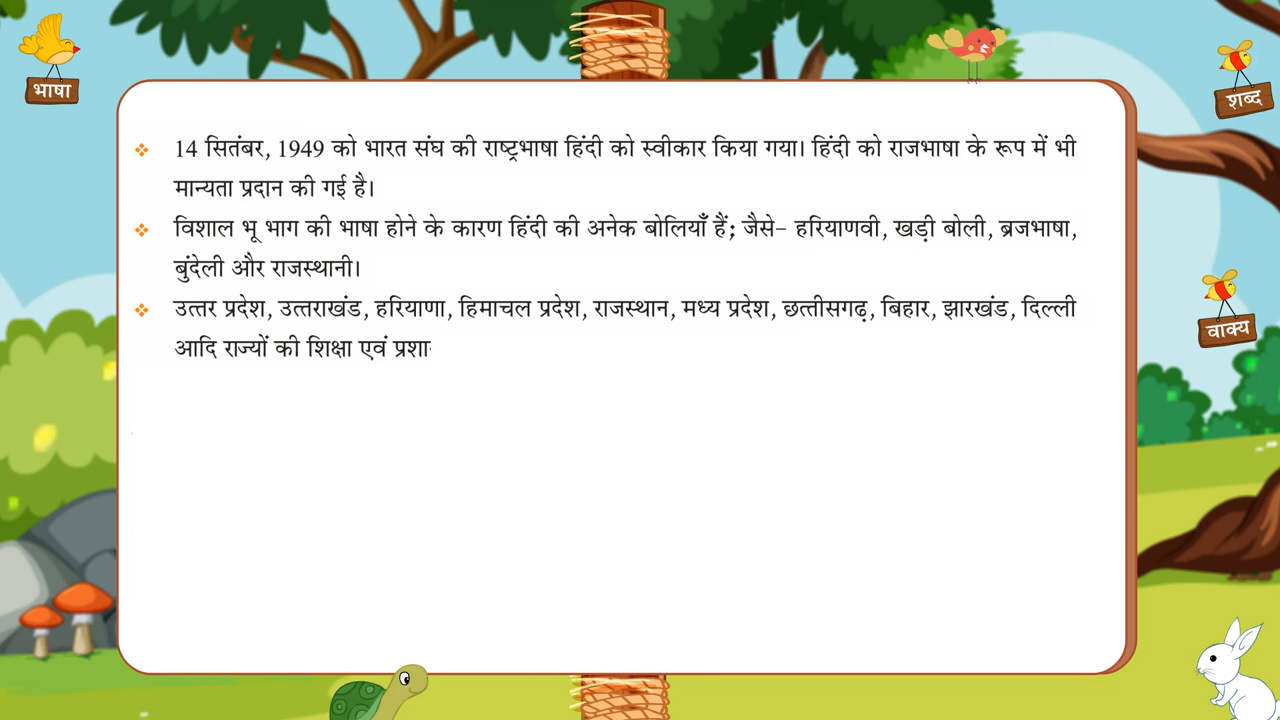 भाषा
शब्द
14 सितंबर, 1949 को भारत संघ की राष्ट्रभाषा हिंदी को स्वीकार किया गया। हिंदी को राजभाषा के रूप में भी
मान्यता प्रदान की गई है।
विशाल भू भाग की भाषा होने के कारण हिंदी की अनेक बोलियाँ हैं; जैसे– हरियाणवी, खड़ी बोली, ब्रजभाषा,
बुंदेली और राजस्थानी।
उत्तर प्रदेश, उत्तराखंड, हरियाणा, हिमाचल प्रदेश, राजस्थान, मध्य प्रदेश, छत्तीसगढ़, बिहार, झारखंड, दिल्ली
आदि राज्यों की शिक्षा एवं
वाक्य